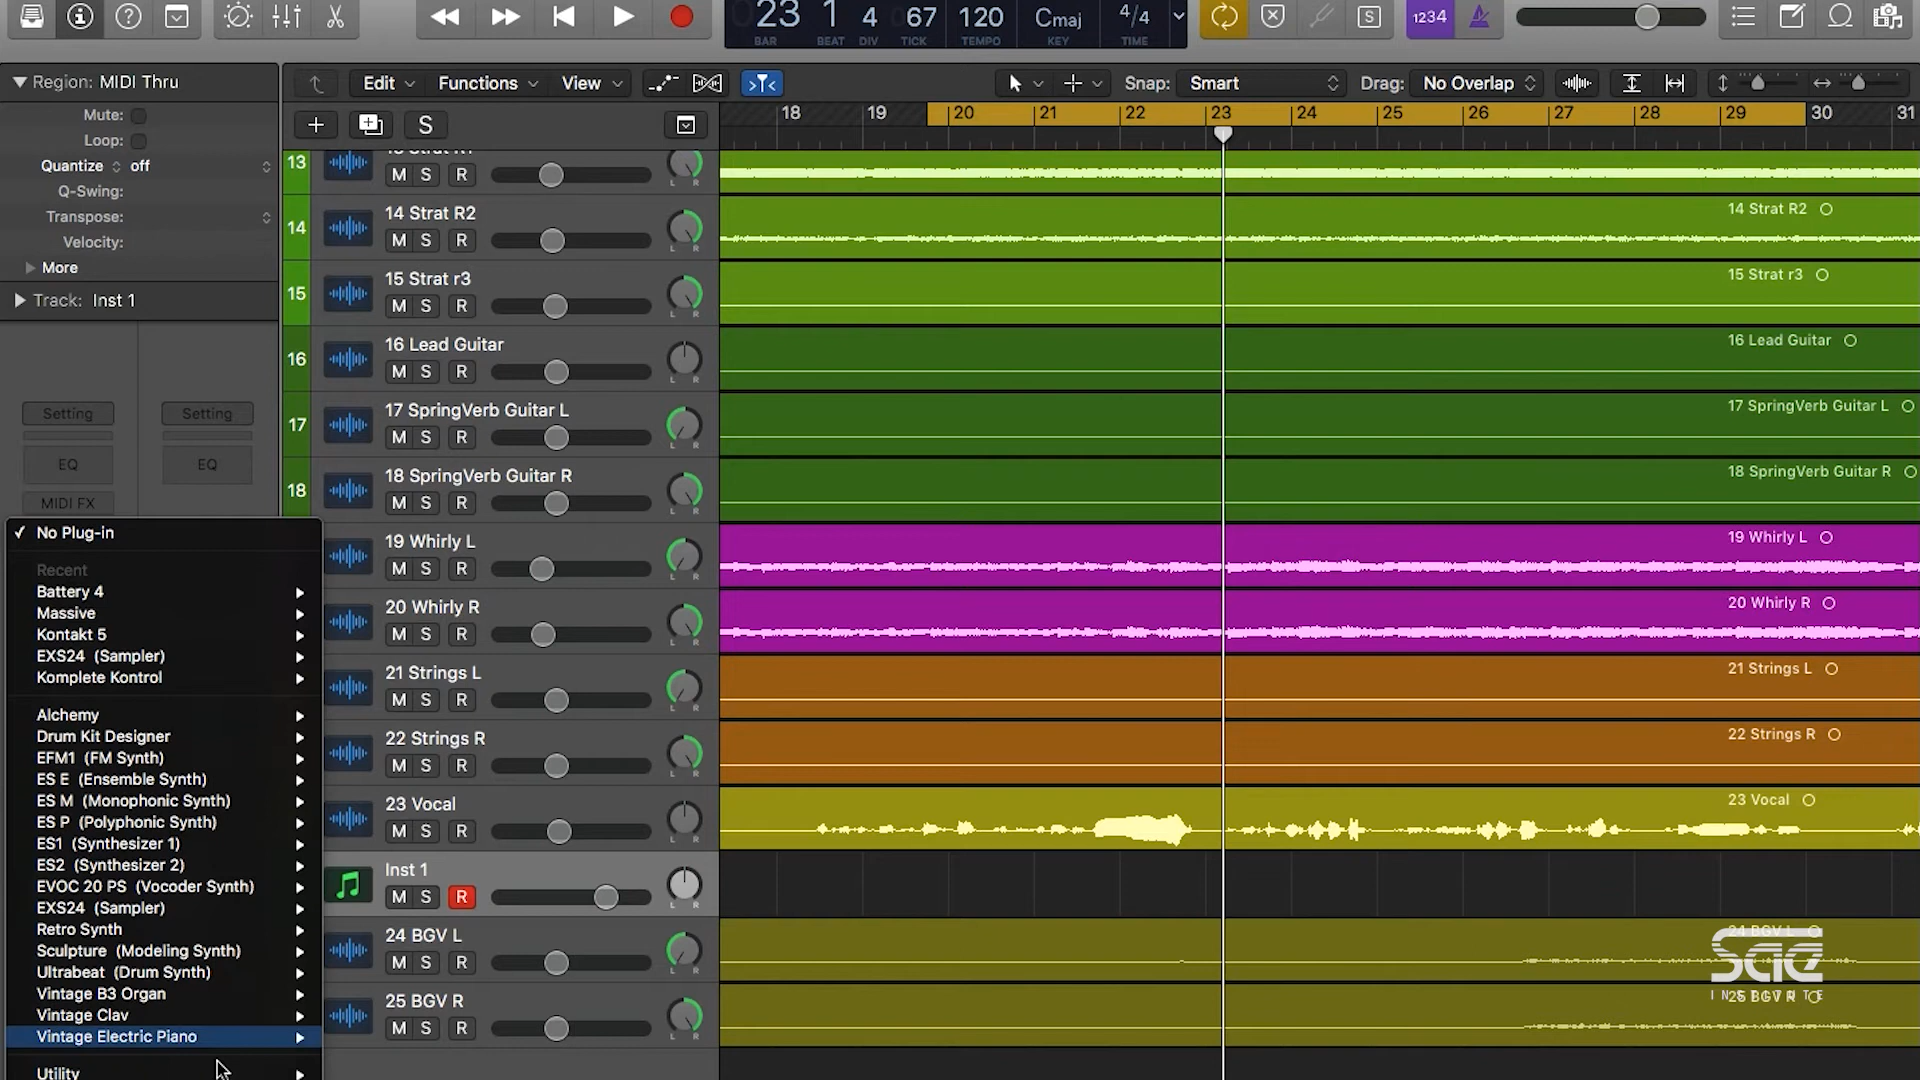 23 1 4 67 120 Cmaj 4/4
BAR BEAT DIV TICK TEMPO KEY TIME
S 1234
Region: MIDI Thru
Mute:
Loop:
Quantize off
Q-Swing:
Transpose:
Velocity:
More
Track: Inst 1
Setting Setting
EQ EQ
MIDI FX
Edit Functions View Snap: Smart Drag: No Overlap
S
18 19 20 21 22 23 24 25 26 27 28 29 30 31
13
M S R L R
14 14 Strat R2
M S R L R
14 Strat R2
15 15 Strat r3
M S R L R
15 Strat r3
16 16 Lead Guitar
M S R L R
16 Lead Guitar
17 17 SpringVerb Guitar L
M S R L R
17 SpringVerb Guitar L
18 18 SpringVerb Guitar R
M S R L R
18 SpringVerb Guitar R
19 Whirly L
M S R L R
19 Whirly L
20 Whirly R
M S R L R
20 Whirly R
21 Strings L
M S R L R
21 Strings L
22 Strings R
M S R L R
22 Strings R
23 Vocal
M S R L R
23 Vocal
Inst 1
M S R L R
24 BGV L
M S R L R
24 BGV L
25 BGV R
M S R L R
25 BGV R
No Plug-in
Recent
Battery 4
Massive
Kontakt 5
EXS24 (Sampler)
Komplete Kontrol
Alchemy
Drum Kit Designer
EFM1 (FM Synth)
ES E (Ensemble Synth)
ES M (Monophonic Synth)
ES P (Polyphonic Synth)
ES1 (Synthesizer 1)
ES2 (Synthesizer 2)
EVOC 20 PS (Vocoder Synth)
EXS24 (Sampler)
Retro Synth
Sculpture (Modeling Synth)
Ultrabeat (Drum Synth)
Vintage B3 Organ
Vintage Clav
Vintage Electric Piano
Utility
sae
INSTITUTE